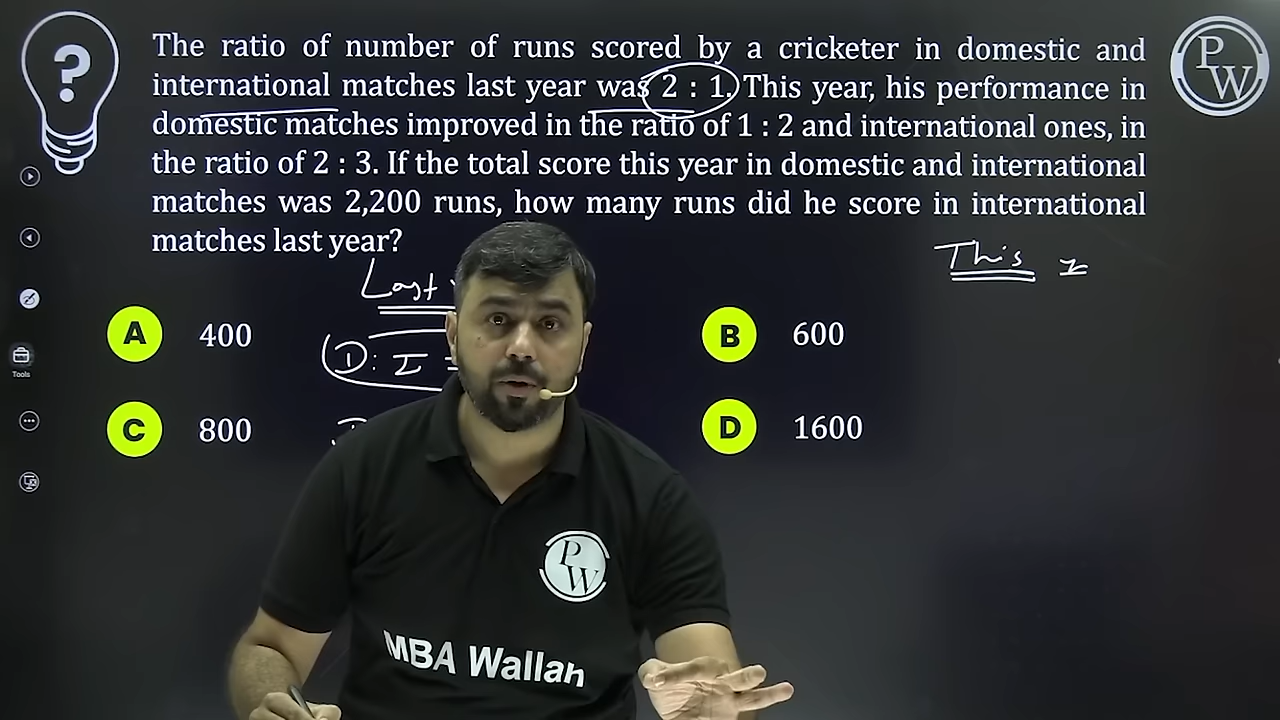 The ratio of number of runs scored by a cricketer in domestic and
international matches last year was 2 : 1. This year, his performance in
domestic matches improved in the ratio of 1 : 2 and international ones, in
the ratio of 2 : 3. If the total score this year in domestic and international
matches was 2,200 runs, how many runs did he score in international
matches last year?
PW
This
Last
A 400
B 600
D : I =
C 800
D 1600
Tools
PW
MBA Wallah